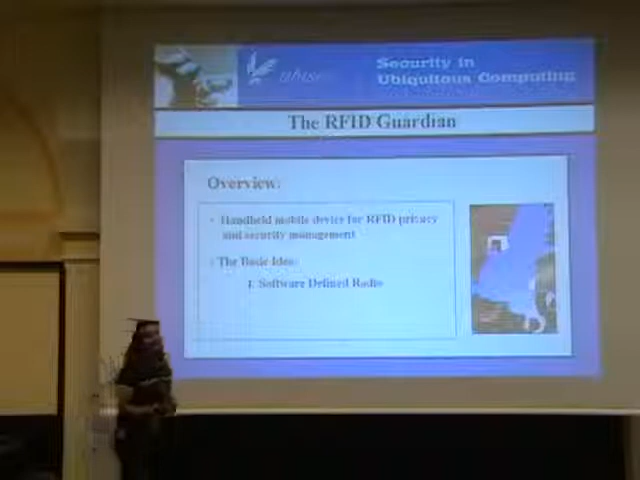 Security in
Ubiquitous Computing
The RFID Guardian
Overview:
Handheld mobile device for RFID privacy
and security management
The Basic Idea:
1. Software Defined Radio